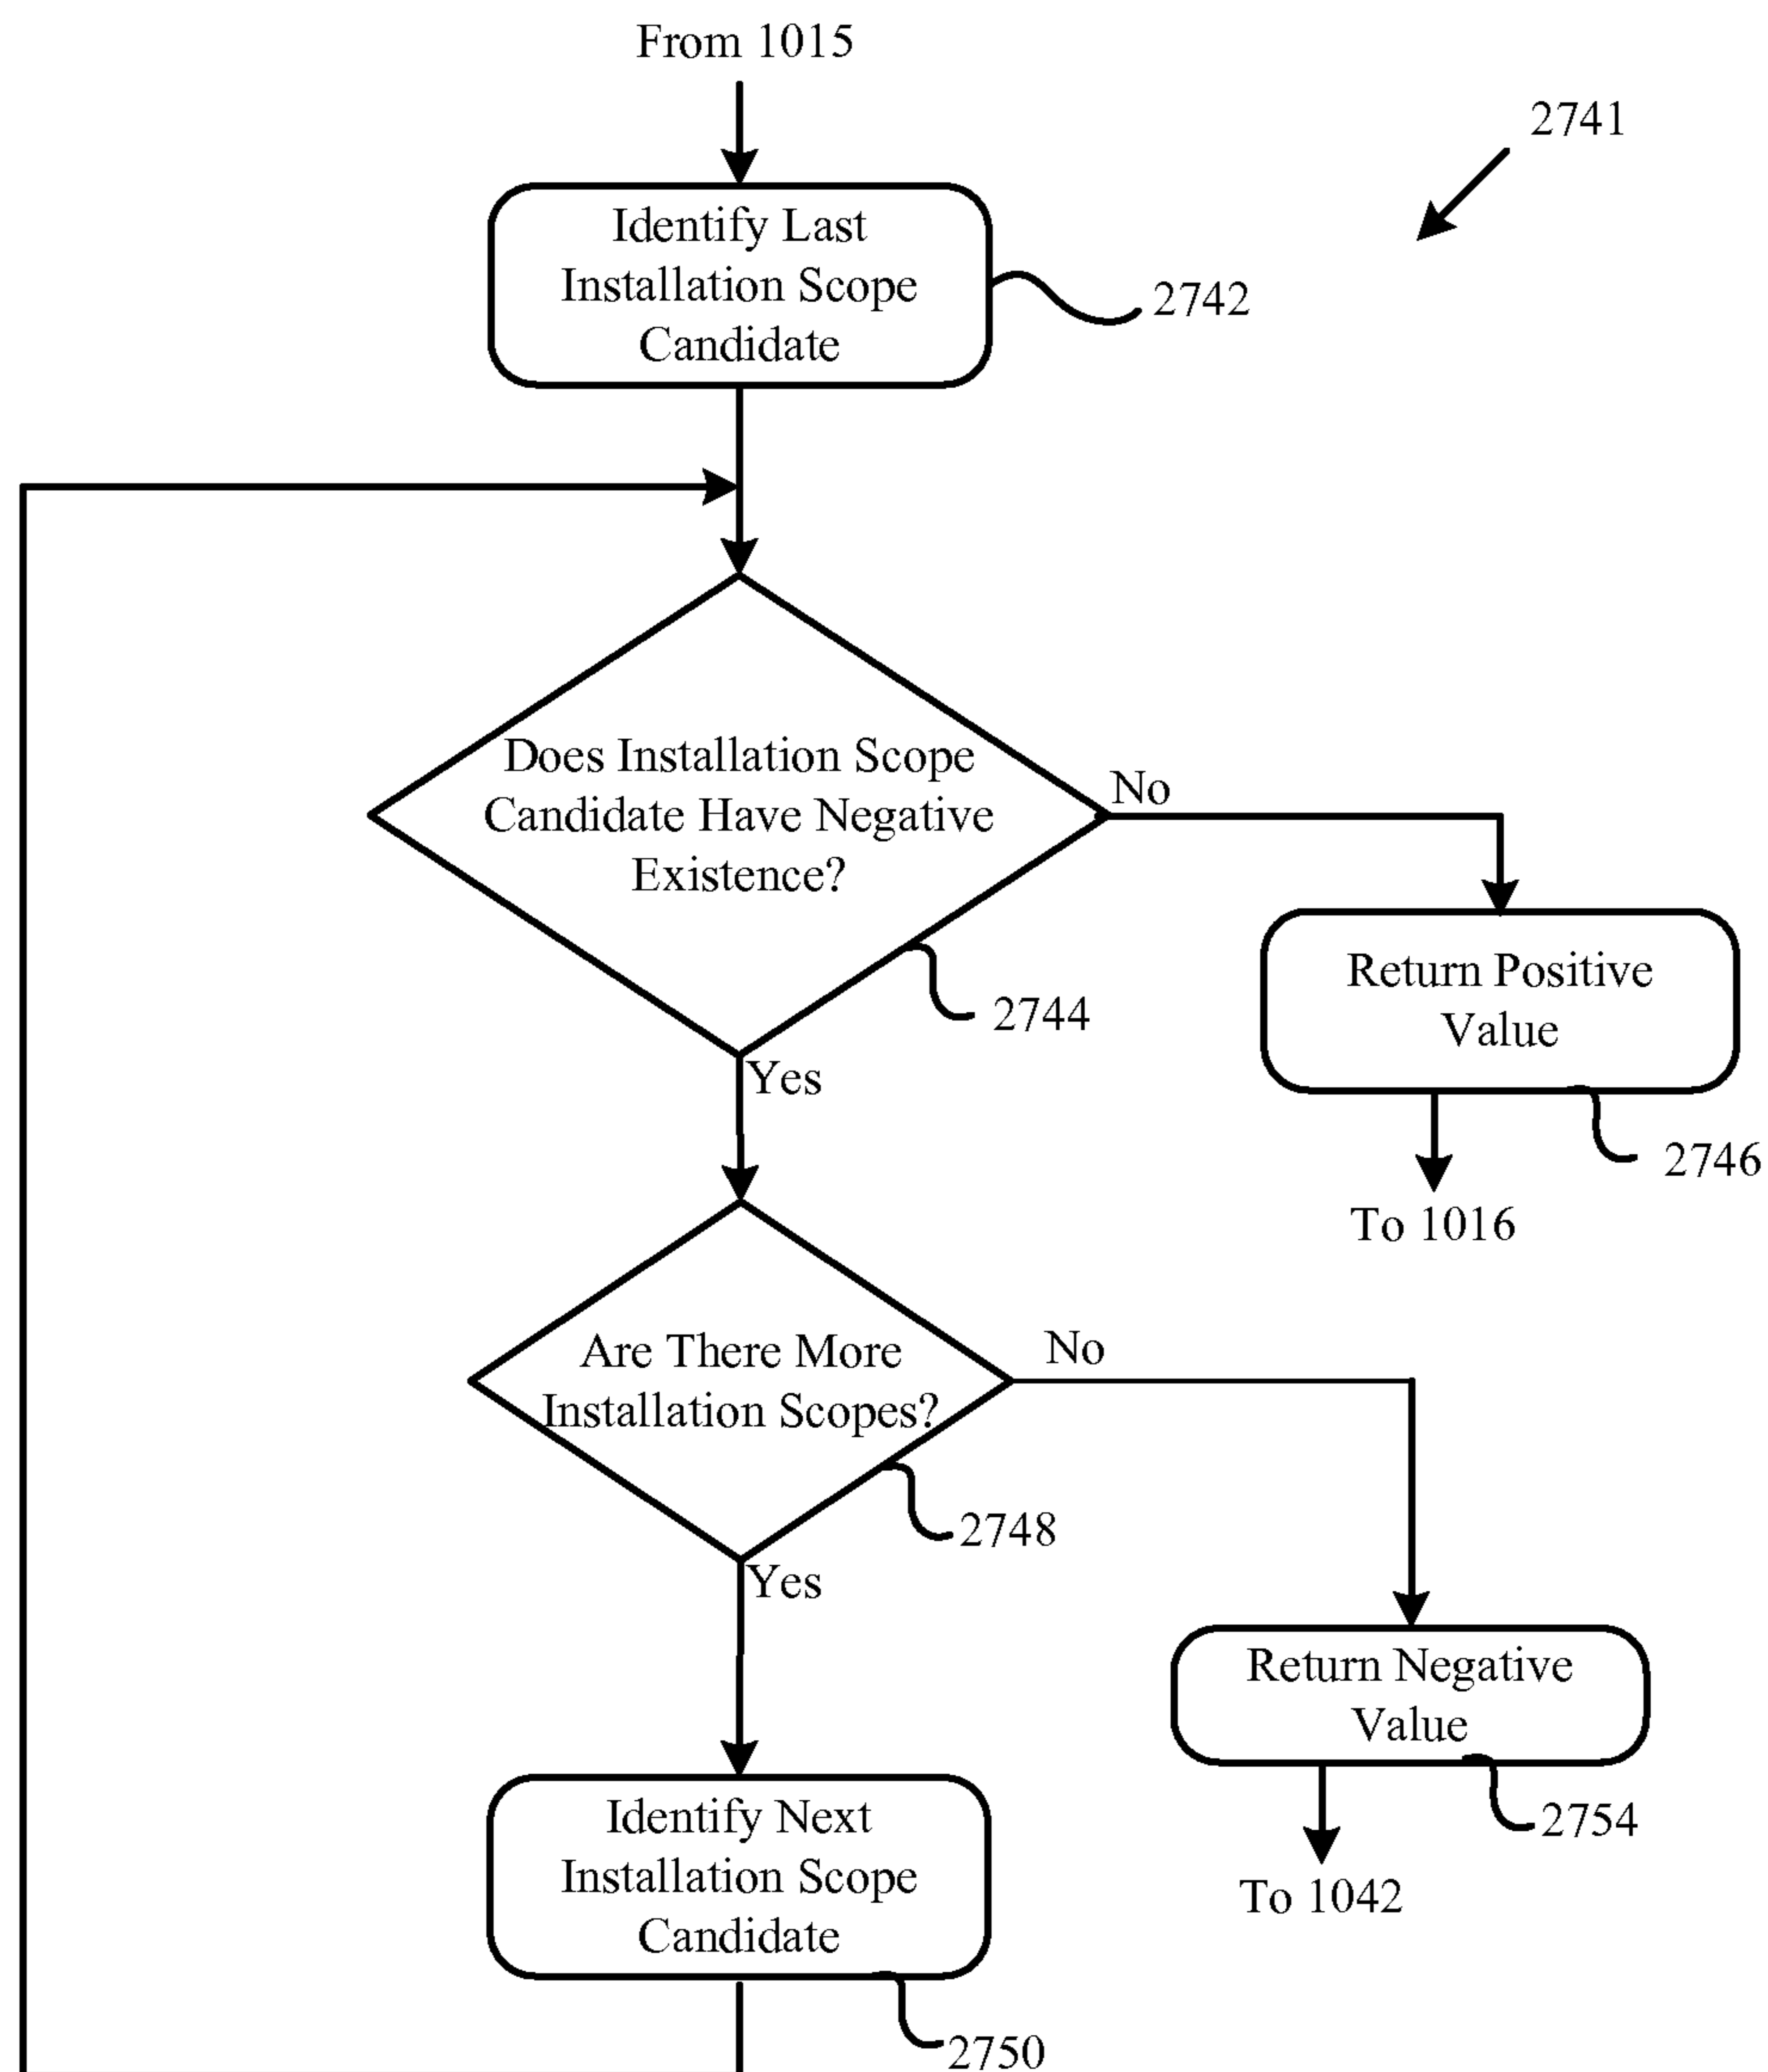 From 1015
2741
Identify Last
Installation Scope
Candidate
2742
Does Installation Scope
Candidate Have Negative
Existence?
No
2744
Yes
Return Positive
Value
2746
To 1016
Are There More
Installation Scopes?
No
2748
Yes
Return Negative
Value
2754
To 1042
Identify Next
Installation Scope
Candidate
2750